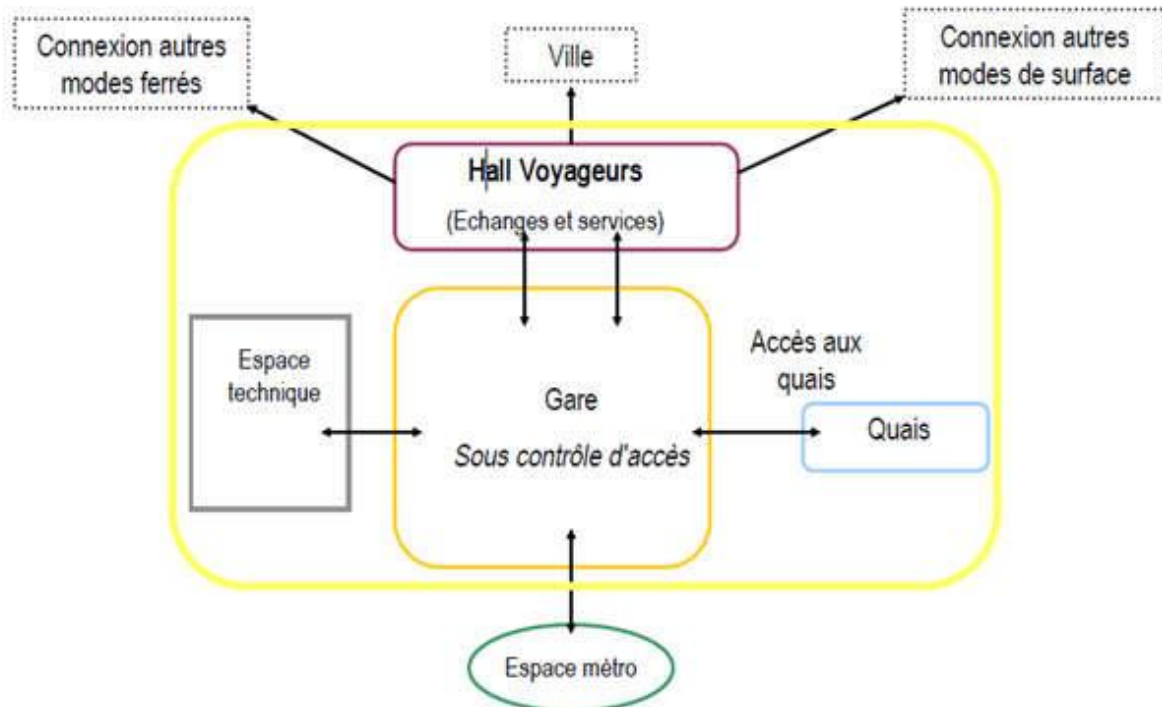 Connexion autres
modes ferrés
Ville
Connexion autres
modes de surface
Hall Voyageurs
(Echanges et services)
Espace
technique
Gare
Sous contrôle d'accès
Accès aux
quais
Quais
Espace métro